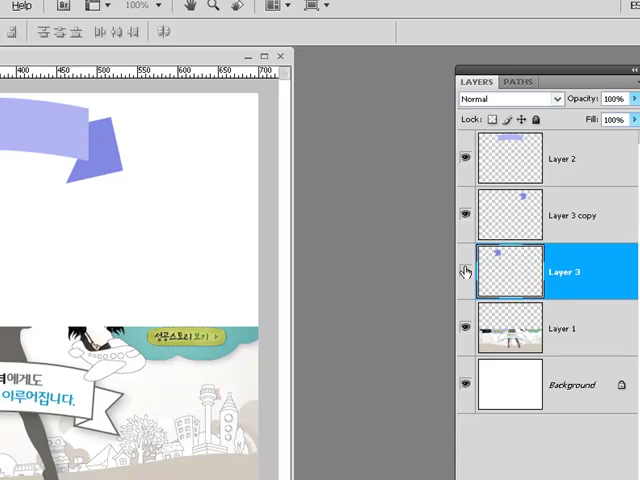 Help
Br
100%
ES
400 450 500 550 600 650 700
LAYERS PATHS
Normal Opacity: 100%
Lock: Fill: 100%
Layer 2
Layer 3 copy
Layer 3
Layer 1
Background
성공스토리 보기
에게도
이루어집니다.